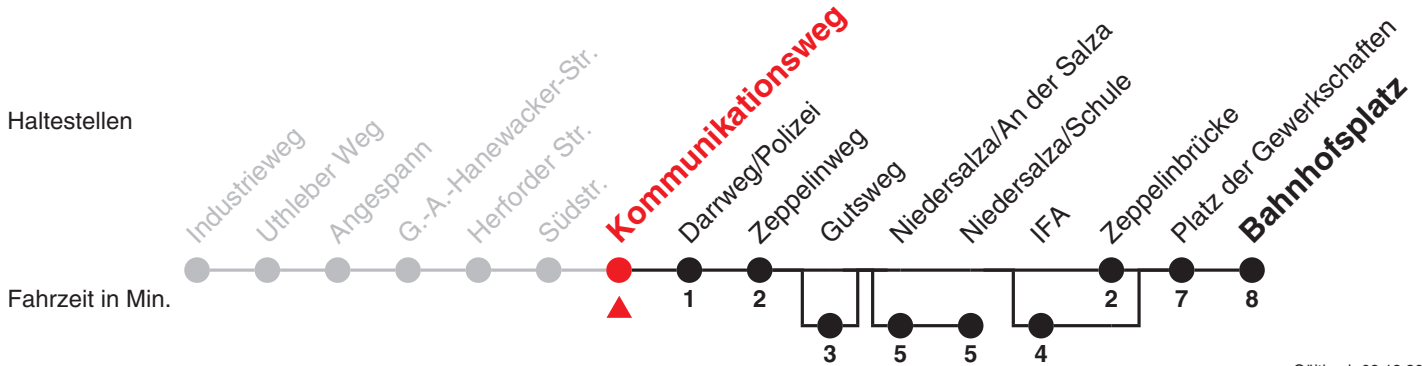 Haltestellen
Industrieweg
Uthleber Weg
Angespann
G.-A.-Hanewacker-Str.
Herforder Str.
Südstr.
Kommunikationsweg
Darrweg/Polizei
Zeppelinweg
Gutsweg
Niedersalza/An der Salza
Niedersalza/Schule
IFA
Zeppelinbrücke
Platz der Gewerkschaften
Bahnhofsplatz
Fahrzeit in Min.
1 2 2 7 8
3 5 5 4